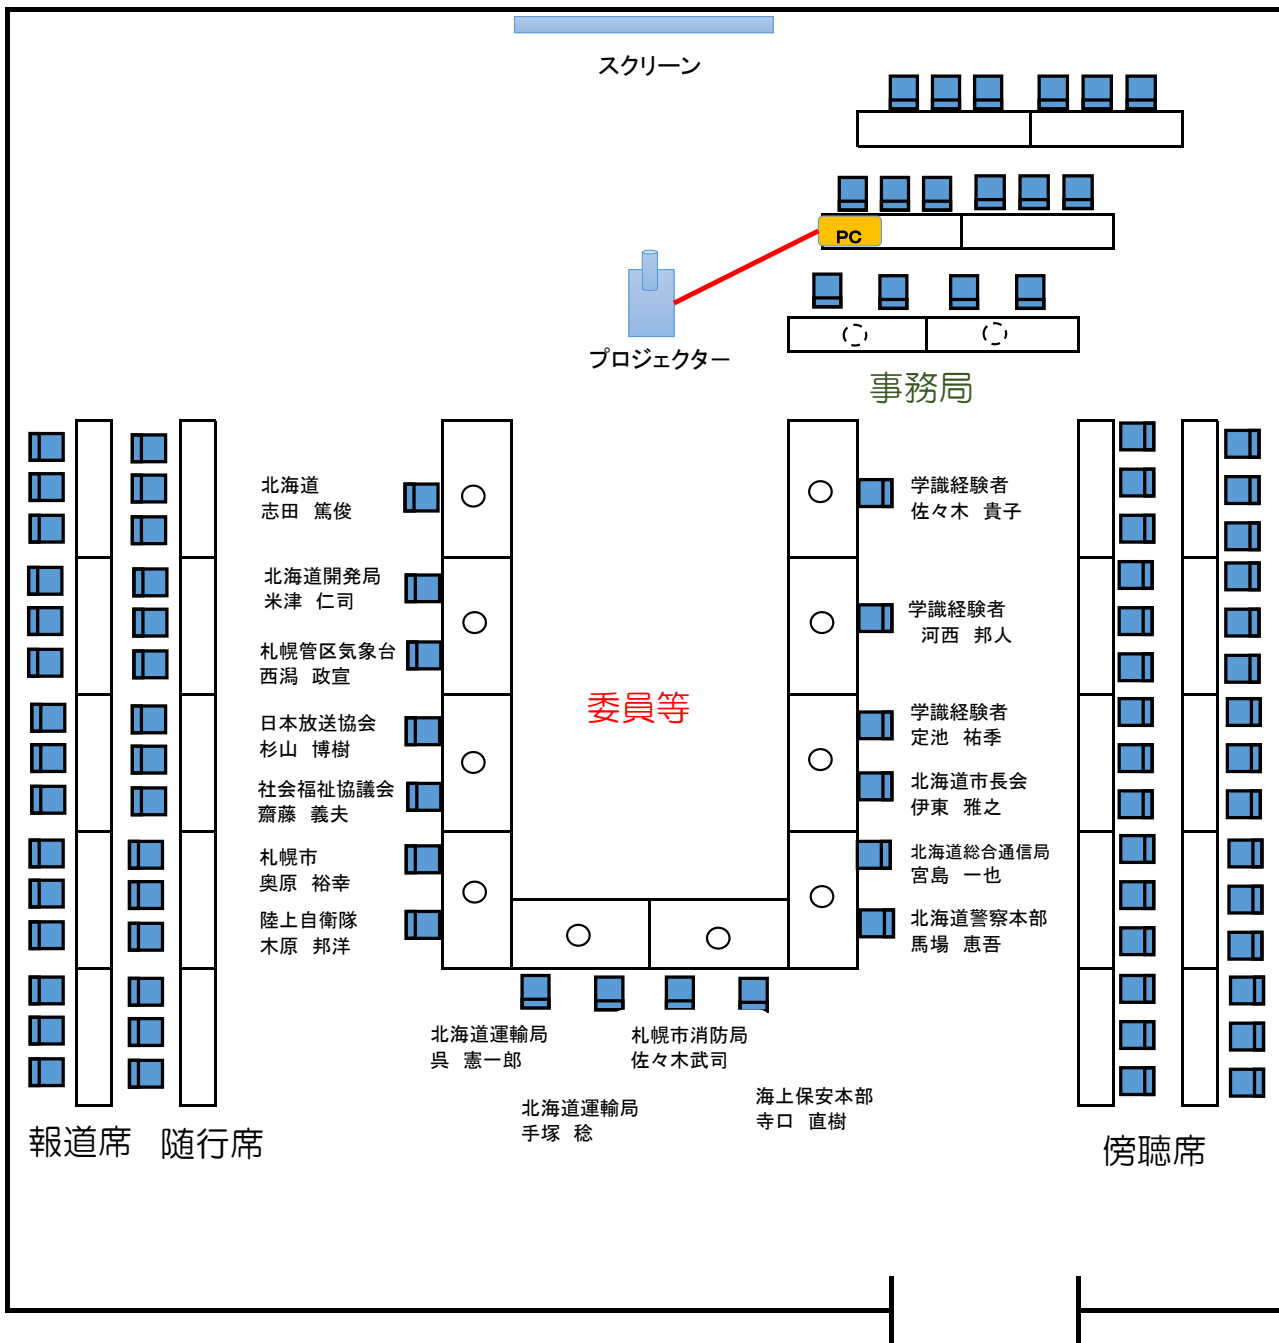 スクリーン
PC
プロジェクター
事務局
北海道
志田 篤俊
北海道開発局
米津 仁司
札幌管区気象台
西潟 政宣
日本放送協会
杉山 博樹
社会福祉協議会
齋藤 義夫
札幌市
奥原 裕幸
陸上自衛隊
木原 邦洋
委員等
学識経験者
佐々木 貴子
学識経験者
河西 邦人
学識経験者
定池 祐季
北海道市長会
伊東 雅之
北海道総合通信局
宮島 一也
北海道警察本部
馬場 恵吾
北海道運輸局
呉 憲一郎
札幌市消防局
佐々木武司
北海道運輸局
手塚 稔
海上保安本部
寺口 直樹
報道席
随行席
傍聴席